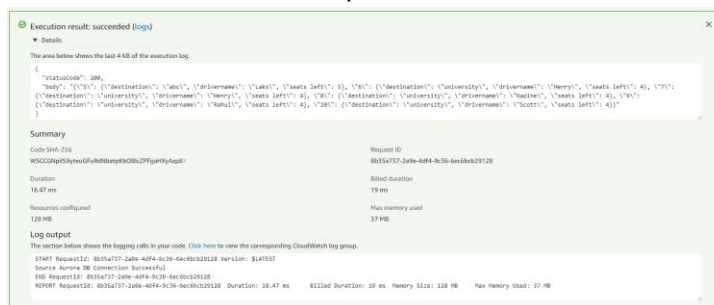 Execution result: succeeded (logs)
Details
The area below shows the last 4 KB of the execution log.
{
"statusCode": 200,
"body": "{\"5\": {\"destination\": \"abc\", \"drivername\": \"Laks\", \"seats left\": 5}, \"6\": {\"destination\": \"university\", \"drivername\": \"Henry\", \"seats left\": 4}, \"7\":
{\"destination\": \"university\", \"drivername\": \"Henry\", \"seats left\": 4}, \"8\": {\"destination\": \"university\", \"drivername\": \"Nadine\", \"seats left\": 4}, \"9\":
{\"destination\": \"university\", \"drivername\": \"Rahul\", \"seats left\": 4}, \"10\": {\"destination\": \"university\", \"drivername\": \"Scott\", \"seats left\": 4}}"
}
Summary
Code SHA-256
Request ID
8b35a737-2a9e-4df4-9c36-6ec6bcb29128
Duration
Billed duration
18.47 ms
19 ms
Resources configured
Max memory used
128 MB
37 MB
Log output
The section below shows the logging calls in your code. Click here to view the corresponding CloudWatch log group.
START RequestId: 8b35a737-2a9e-4df4-9c36-6ec6bcb29128 Version: $LATEST
Source Aurora DB Connection Successful
END RequestId: 8b35a737-2a9e-4df4-9c36-6ec6bcb29128
REPORT RequestId: 8b35a737-2a9e-4df4-9c36-6ec6bcb29128 Duration: 18.47 ms Billed Duration: 19 ms Memory Size: 128 MB Max Memory Used: 37 MB